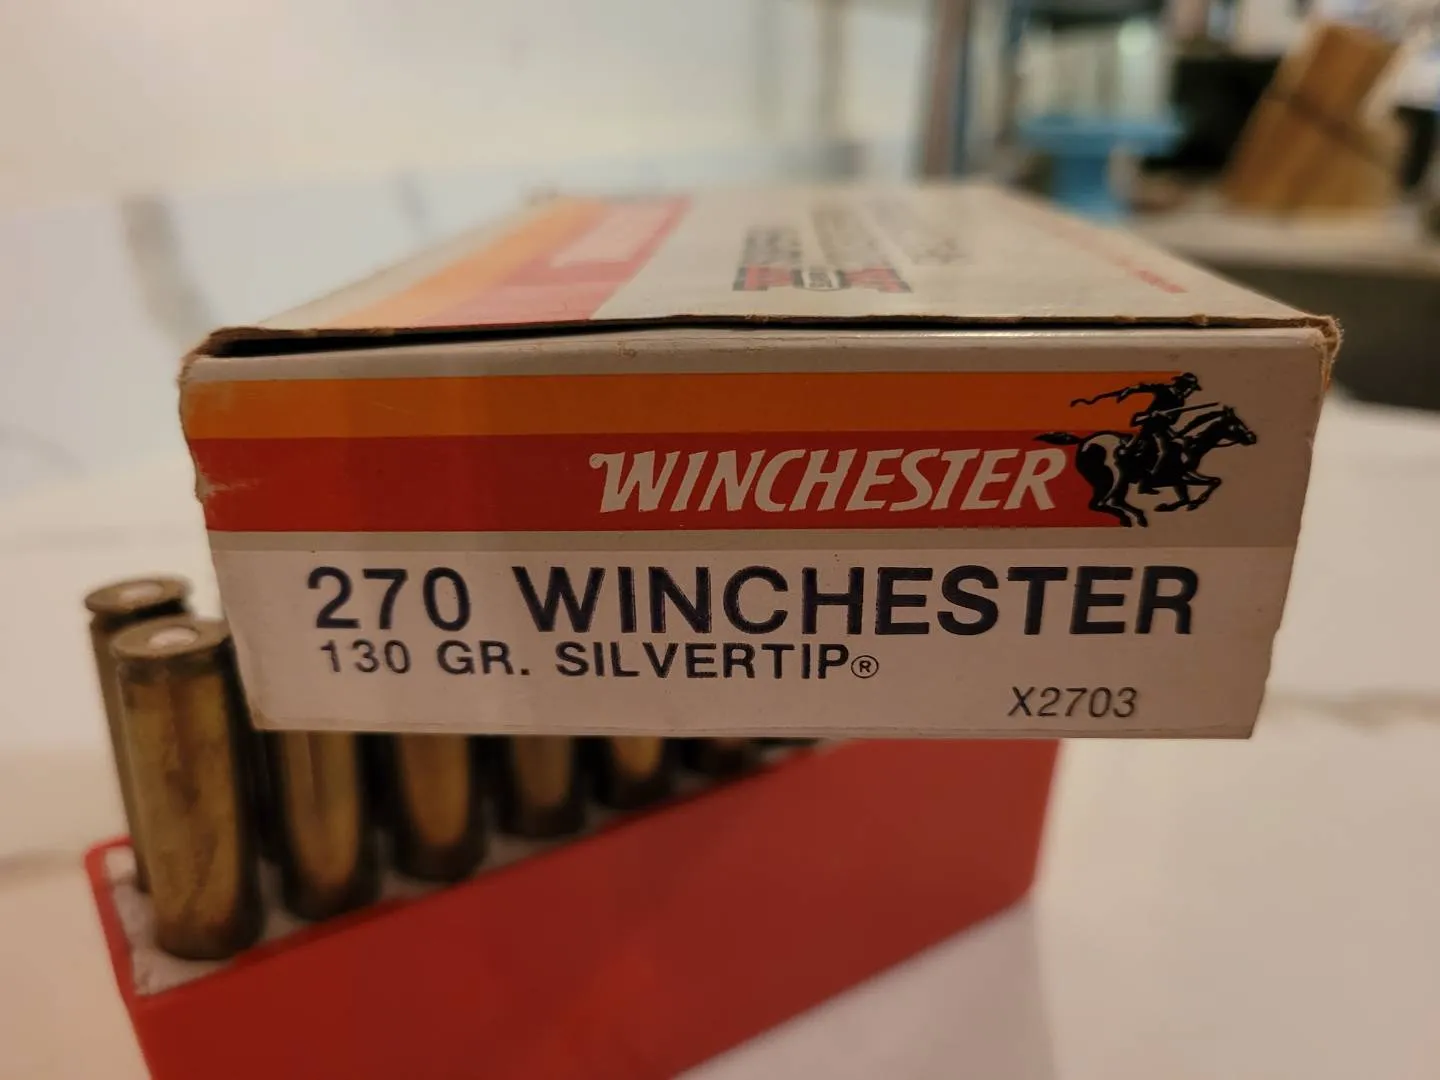 WINCHESTER
270 WINCHESTER
130 GR. SILVERTIP®
X2703